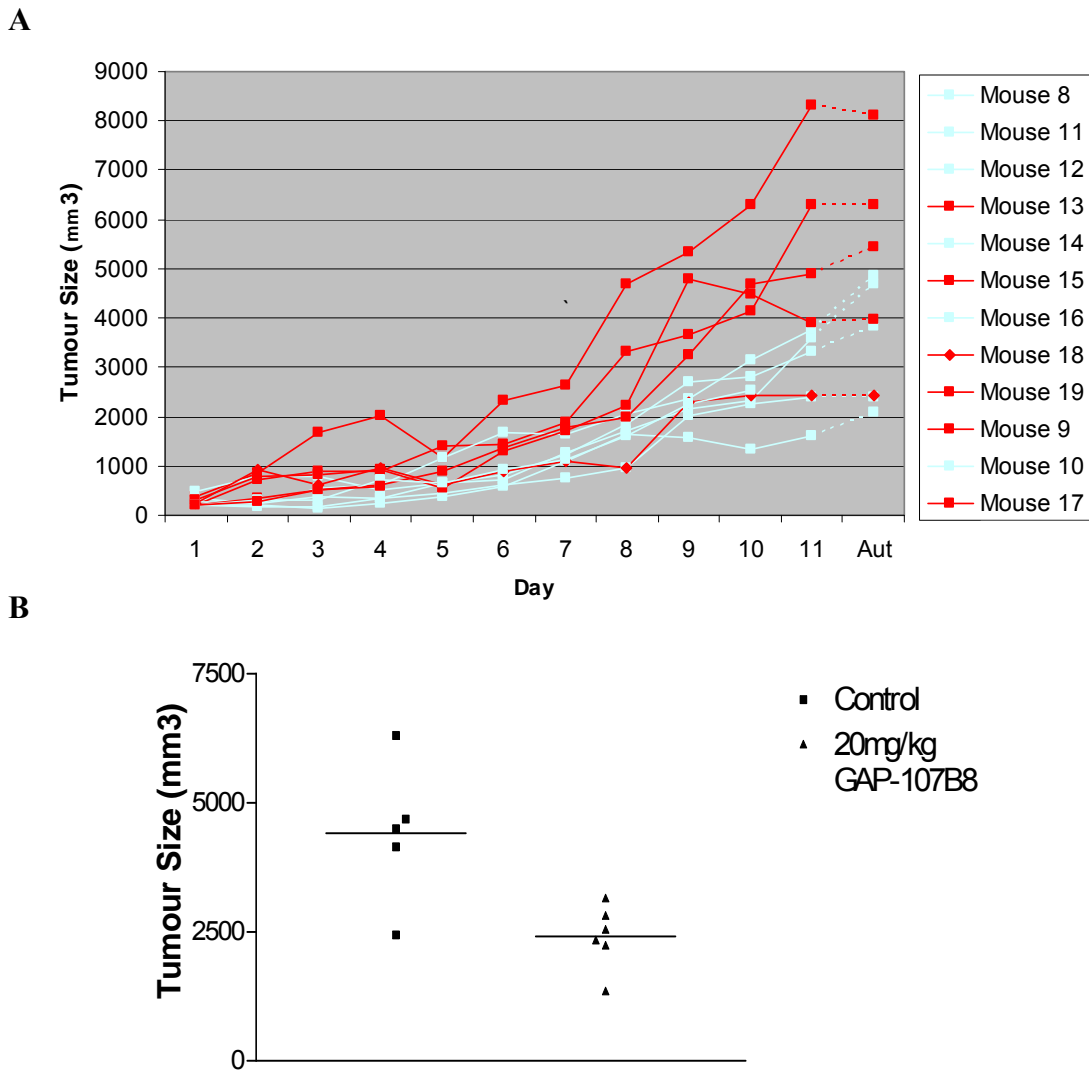 A
9000
8000
7000
6000
5000
4000
3000
2000
1000
0
Tumour Size (mm3)
1 2 3 4 5 6 7 8 9 10 11 Aut
Day
Mouse 8
Mouse 11
Mouse 12
Mouse 13
Mouse 14
Mouse 15
Mouse 16
Mouse 18
Mouse 19
Mouse 9
Mouse 10
Mouse 17
B
7500
5000
2500
0
Tumour Size (mm3)
Control
20mg/kg
GAP-107B8